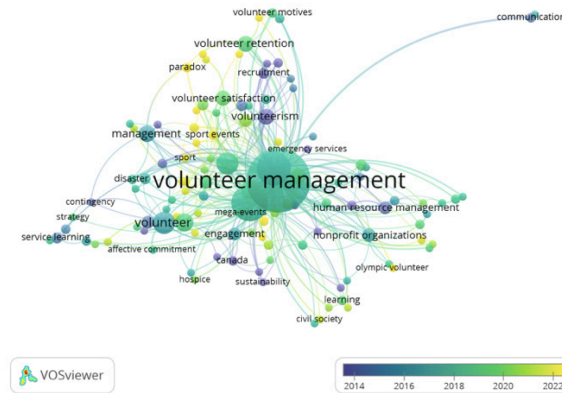 volunteer motives
communication
volunteer retention
paradox
recruitment
volunteer satisfaction
volunteerism
management
sport events
emergency services
sport
disaster
volunteer management
contingency
mega-events
human resource management
strategy
volunteer
service learning
engagement
nonprofit organizations
affective commitment
canada
olympic volunteer
hospice
sustainability
learning
civil society
VOSviewer
2014 2016 2018 2020 2022